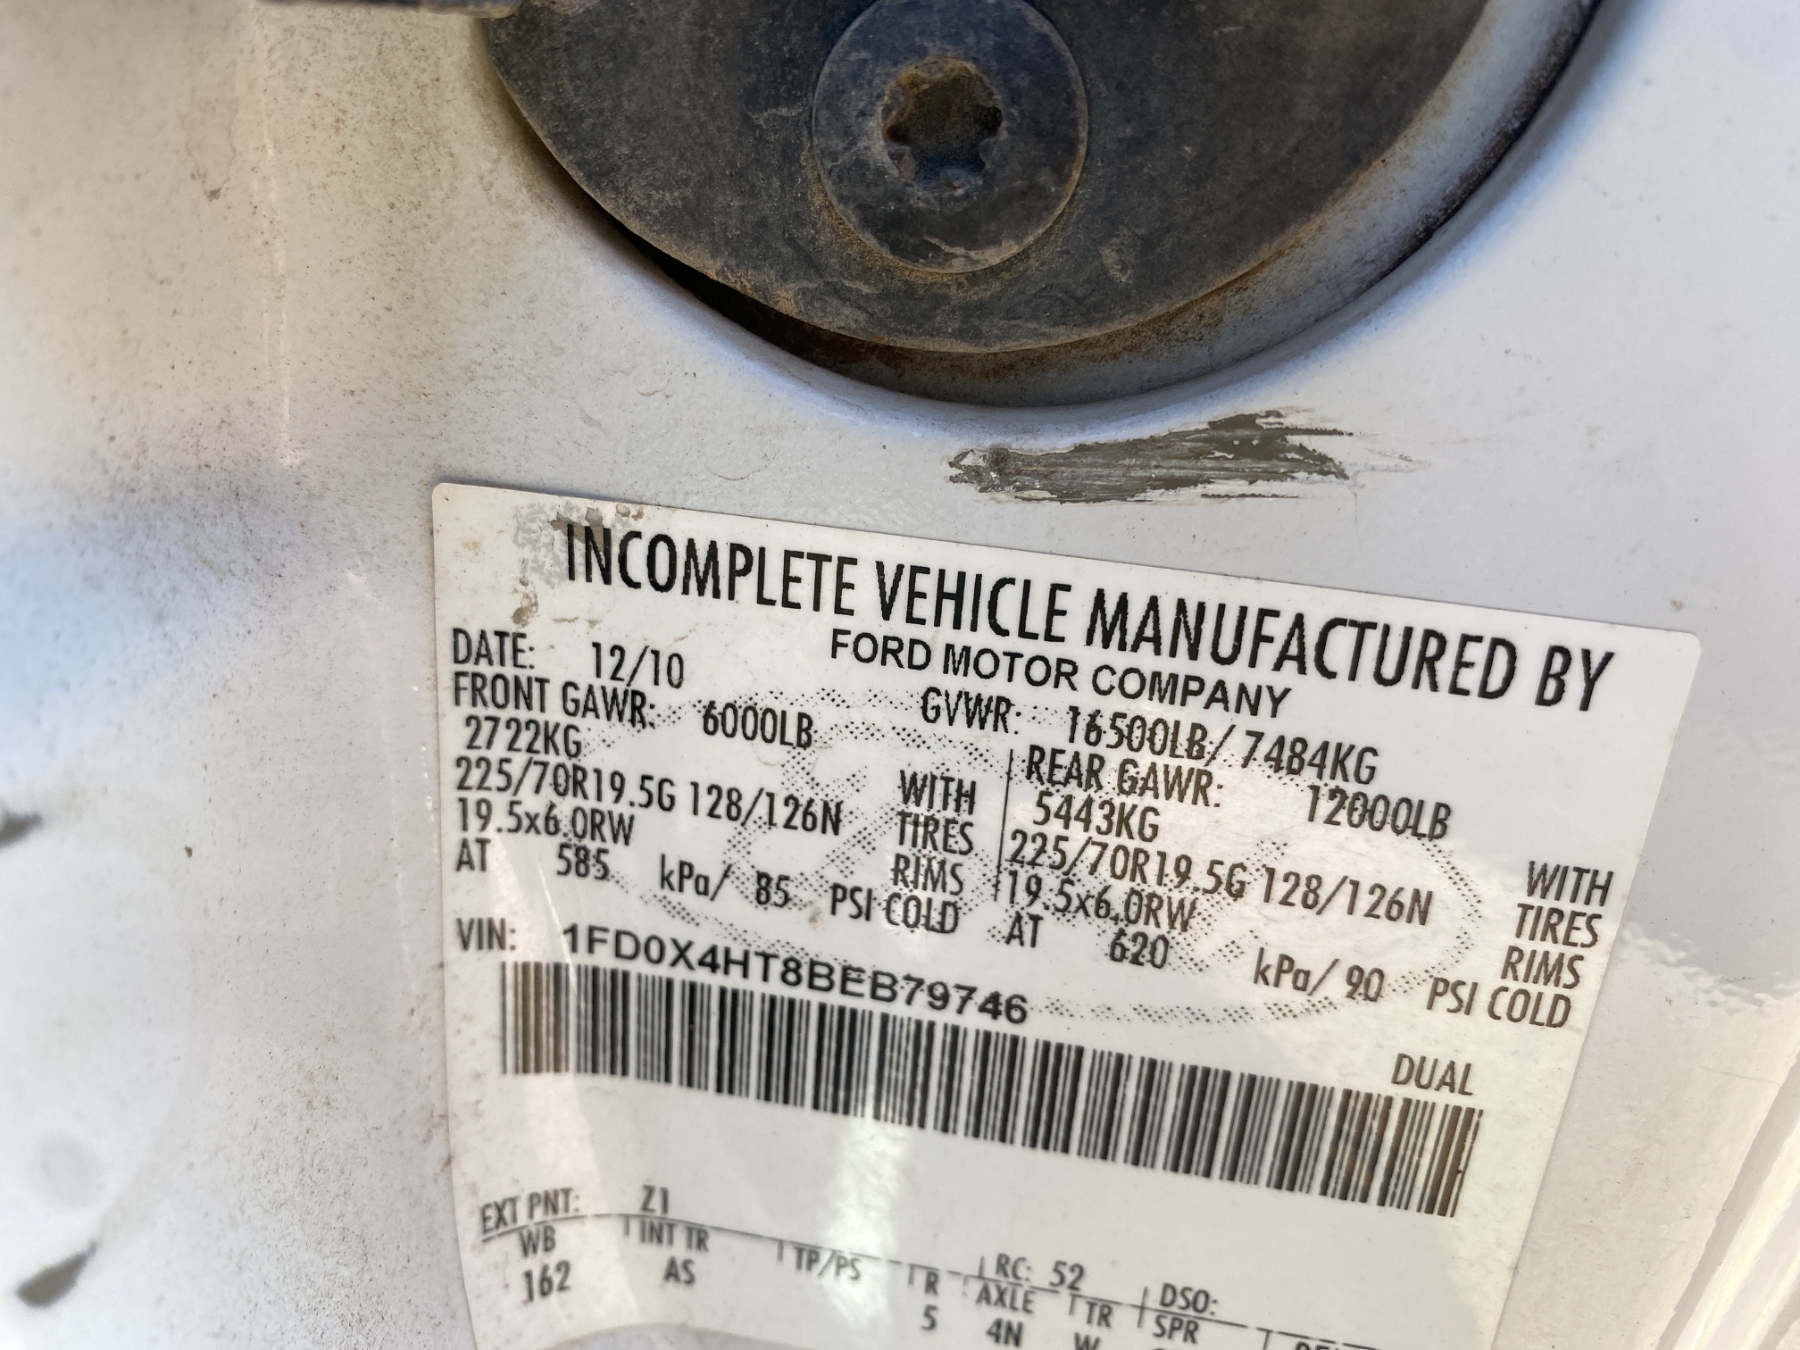 INCOMPLETE VEHICLE MANUFACTURED BY
FORD MOTOR COMPANY
DATE: 12/10
GVWR: 16500LB/ 7484KG
FRONT GAWR: 6000LB
2722KG WITH
225/70R19.5G 128/126N TIRES
19.5x6.0RW RIMS
AT 585 kPa/ 85 PSI COLD
REAR GAWR: 12000LB
5443KG WITH
225/70R19.5G 128/126N TIRES
19.5x6.0RW RIMS
AT 620 kPa/ 90 PSI COLD
VIN: 1FD0X4HT8BEB79746
DUAL
EXT PNT: Z1 RC: 52 DSO:
WB INT TR TP/PS R AXLE TR SPR
162 AS 5 4N W